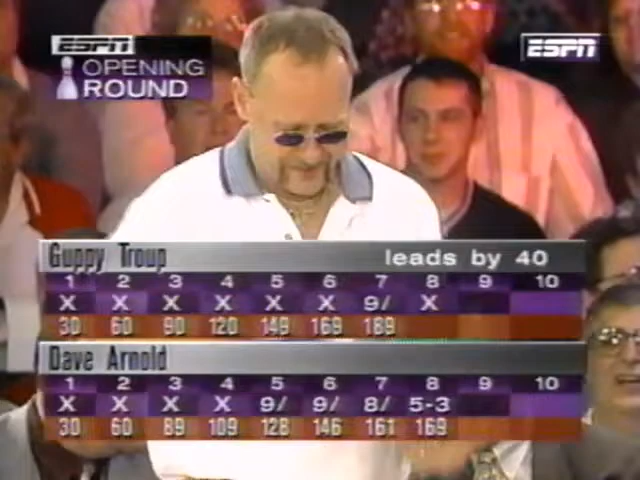 ESPN
OPENING
ROUND
ESPN
Guppy Troup leads by 40
1 2 3 4 5 6 7 8 9 10
X X X X X X 9/ X
30 60 90 120 149 169 189
Dave Arnold
1 2 3 4 5 6 7 8 9 10
X X X X 9/ 9/ 8/ 5-3
30 60 89 109 128 146 161 169